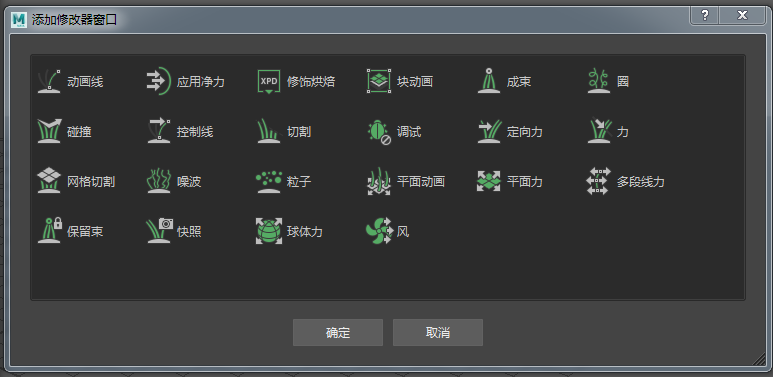 添加修改器窗口
动画线 应用净力 XPD 修饰烘焙 块动画 成束 圈
碰撞 控制线 切割 调试 定向力 力
网格切割 噪波 粒子 平面动画 平面力 多段线力
保留束 快照 球体力 风
确定 取消